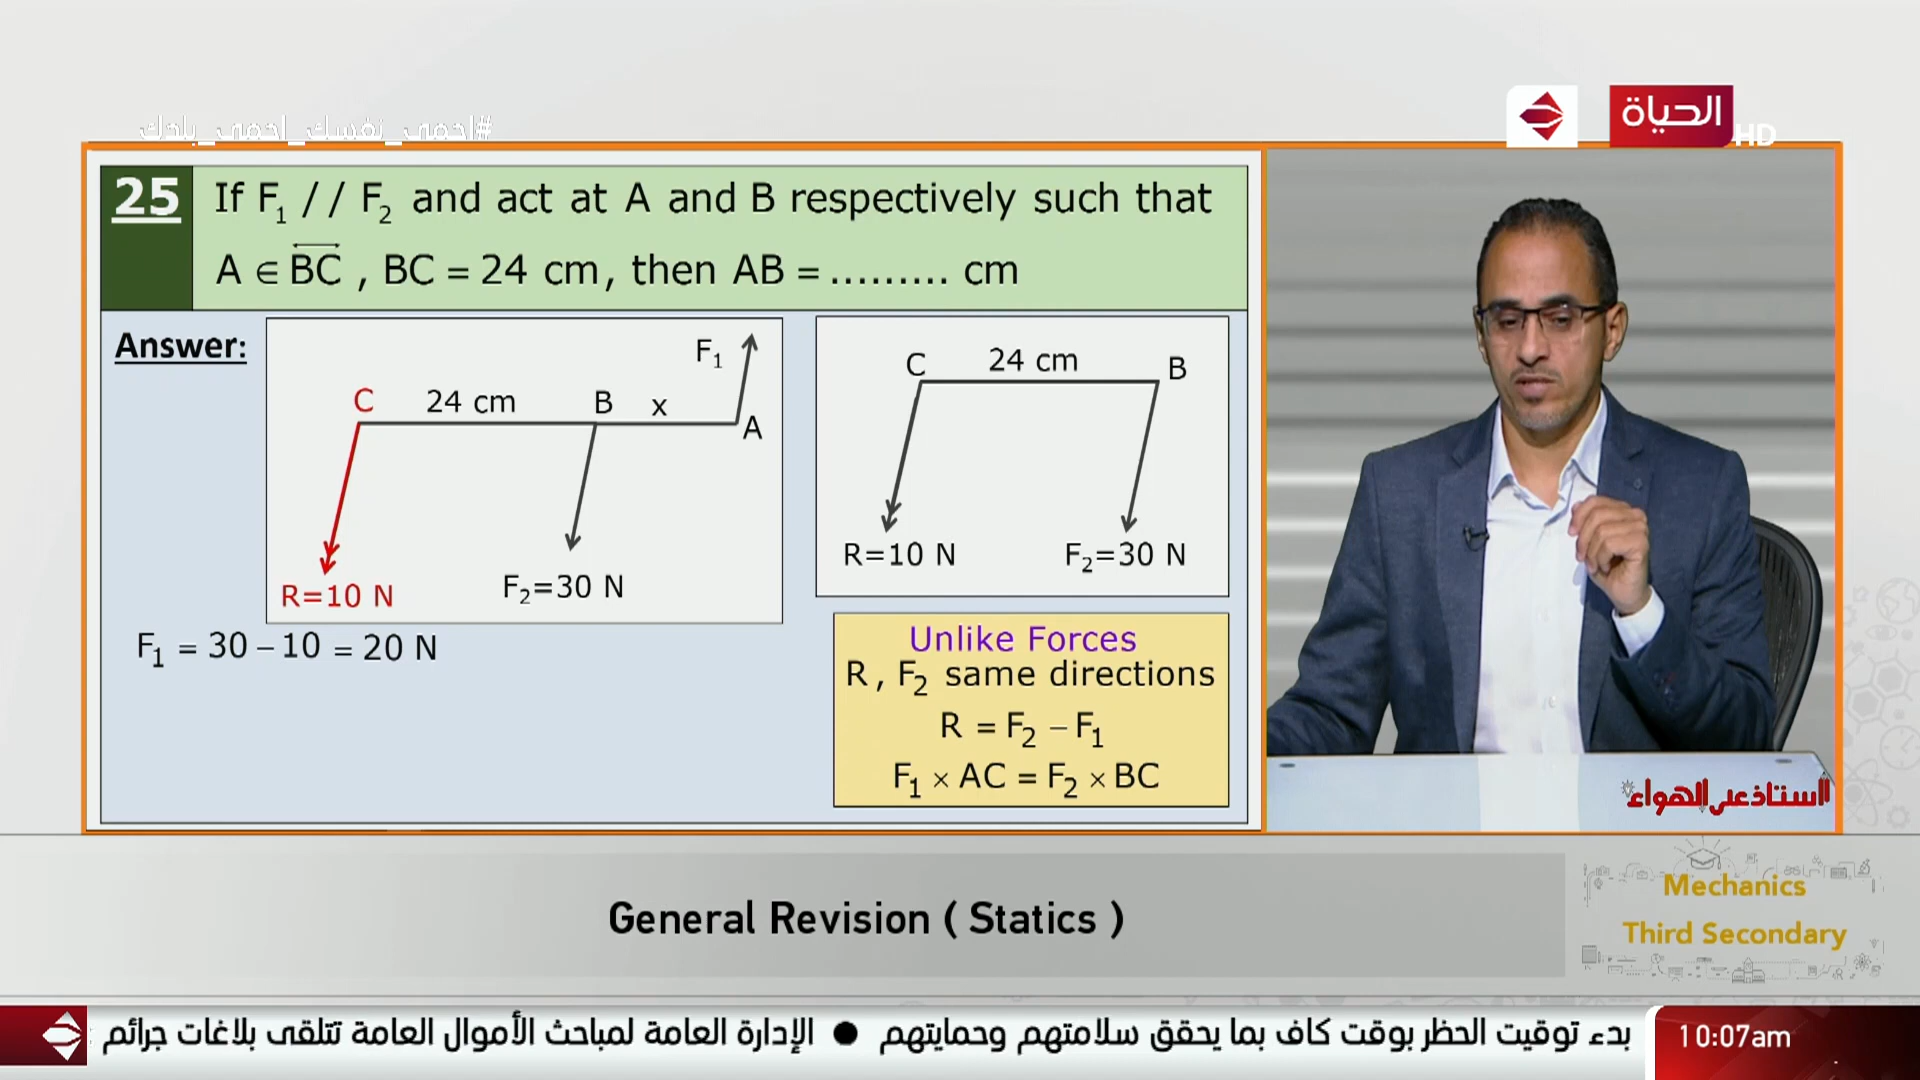 #احمى_نفسك_احمى_بلدك
الحياة
HD
25
If F1 // F2 and act at A and B respectively such that
A ∈ BC , BC = 24 cm, then AB = ......... cm
Answer:
F1
C
24 cm
B
x
A
R=10 N
F2=30 N
C
24 cm
B
R=10 N
F2=30 N
F1 = 30 – 10 = 20 N
Unlike Forces
R , F2 same directions
R = F2 – F1
F1 × AC = F2 × BC
أستاذ على الهواء
General Revision ( Statics )
Mechanics
Third Secondary
بدء توقيت الحظر بوقت كاف بما يحقق سلامتهم وحمايتهم ● الإدارة العامة لمباحث الأموال العامة تتلقى بلاغات جرائم
10:07am